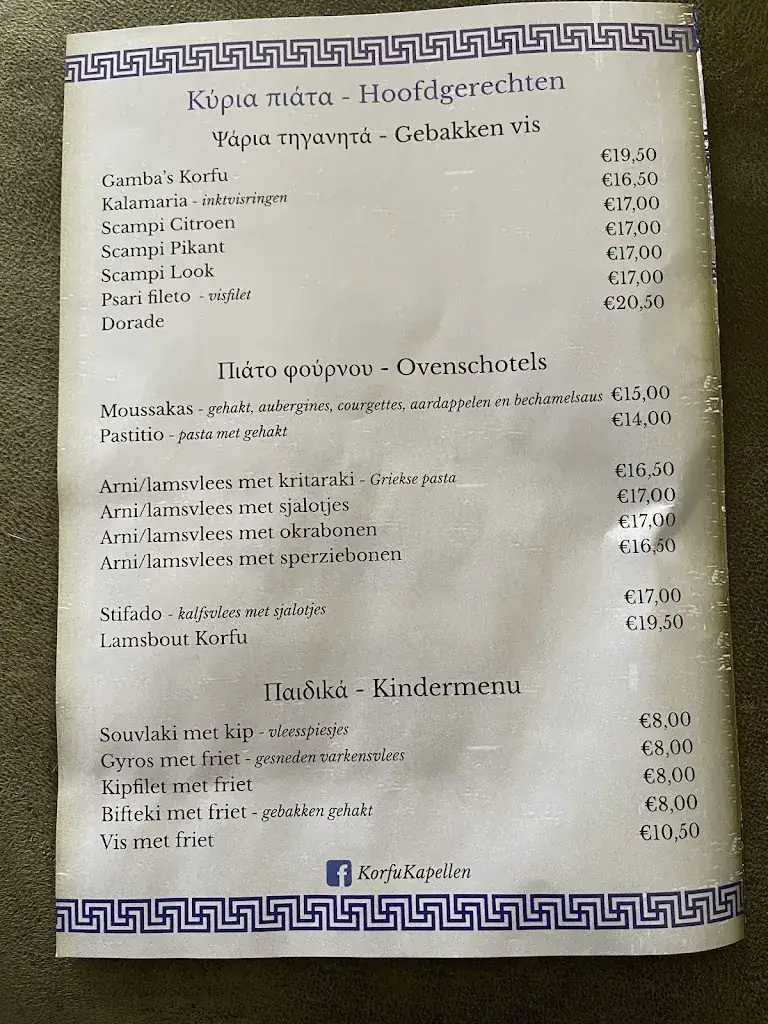 Κύρια πιάτα - Hoofdgerechten
Ψάρια τηγανητά - Gebakken vis
Gamba's Korfu €19,50
Kalamaria - inktvisringen €16,50
Scampi Citroen €17,00
Scampi Pikant €17,00
Scampi Look €17,00
Psari fileto - visfilet €17,00
Dorade €20,50
Πιάτο φούρνου - Ovenschotels
Moussakas - gehakt, aubergines, courgettes, aardappelen en bechamelsaus €15,00
Pastitio - pasta met gehakt €14,00
Arni/lamsvlees met kritaraki - Griekse pasta €16,50
Arni/lamsvlees met sjalotjes €17,00
Arni/lamsvlees met okrabonen €17,00
Arni/lamsvlees met sperziebonen €16,50
Stifado - kalfsvlees met sjalotjes €17,00
Lamsbout Korfu €19,50
Παιδικά - Kindermenu
Souvlaki met kip - vleesspiesjes €8,00
Gyros met friet - gesneden varkensvlees €8,00
Kipfilet met friet €8,00
Bifteki met friet - gebakken gehakt €8,00
Vis met friet €10,50
KorfuKapellen